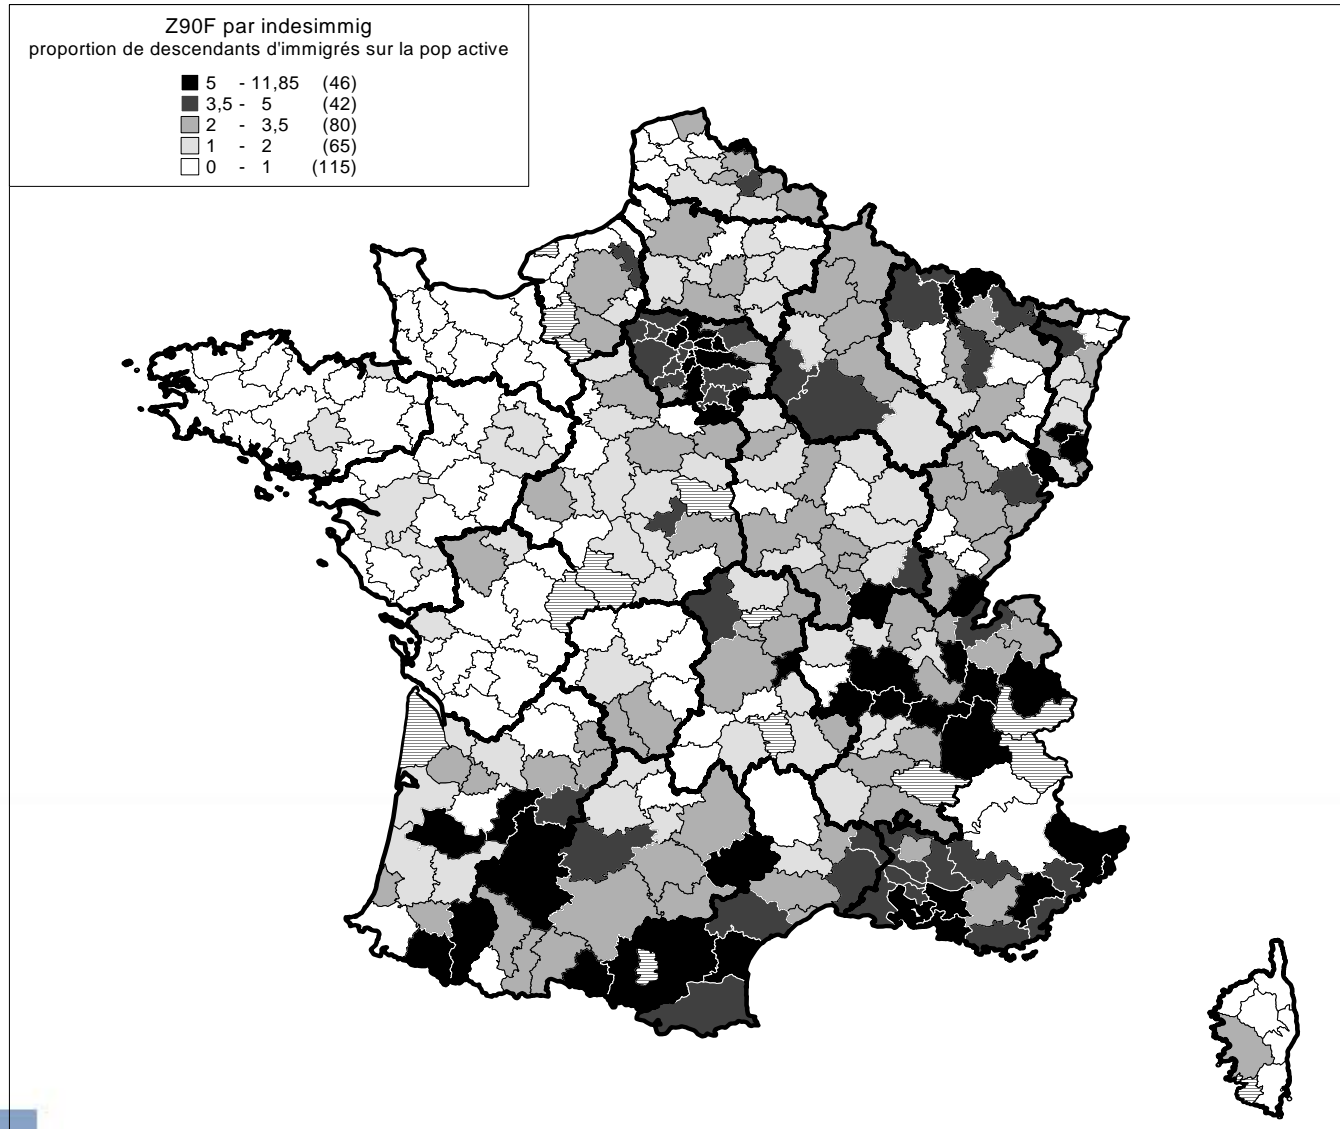 Z90F par indesimmig
proportion de descendants d'immigrés sur la pop active
5 - 11,85 (46)
3,5 - 5 (42)
2 - 3,5 (80)
1 - 2 (65)
0 - 1 (115)